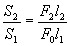 S₂/S₁ = F₂l₂/F₀l₁